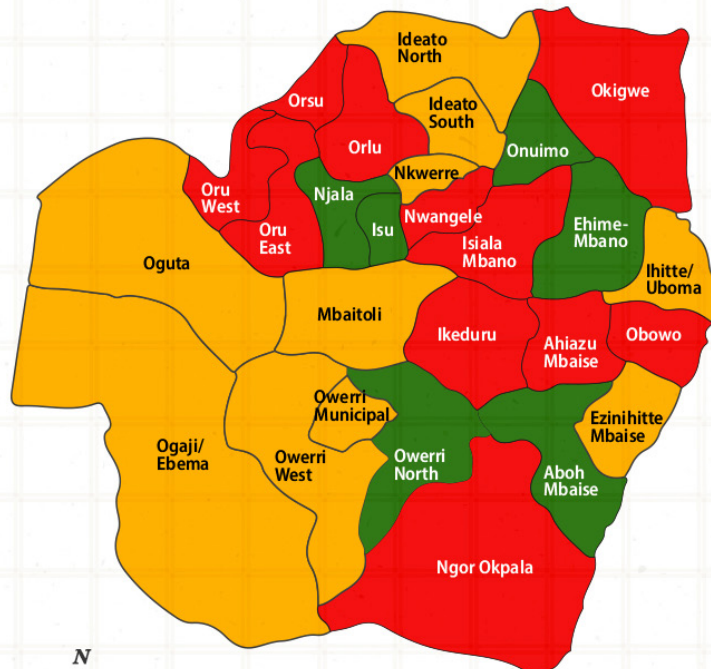 Ideato
North
Okigwe
Orsu
Ideato
South
Orlu
Onuimo
Nkwerre
Njala
Oru
West
Nwangele
Isu
Ehime-
Mbano
Oru
East
Isiala
Mbano
Oguta
Ihitte/
Uboma
Mbaitoli
Ikeduru
Ahiazu
Mbaise
Obowo
Owerri
Municipal
Ezinihitte
Mbaise
Ogaji/
Ebema
Owerri
West
Owerri
North
Aboh
Mbaise
Ngor Okpala
N